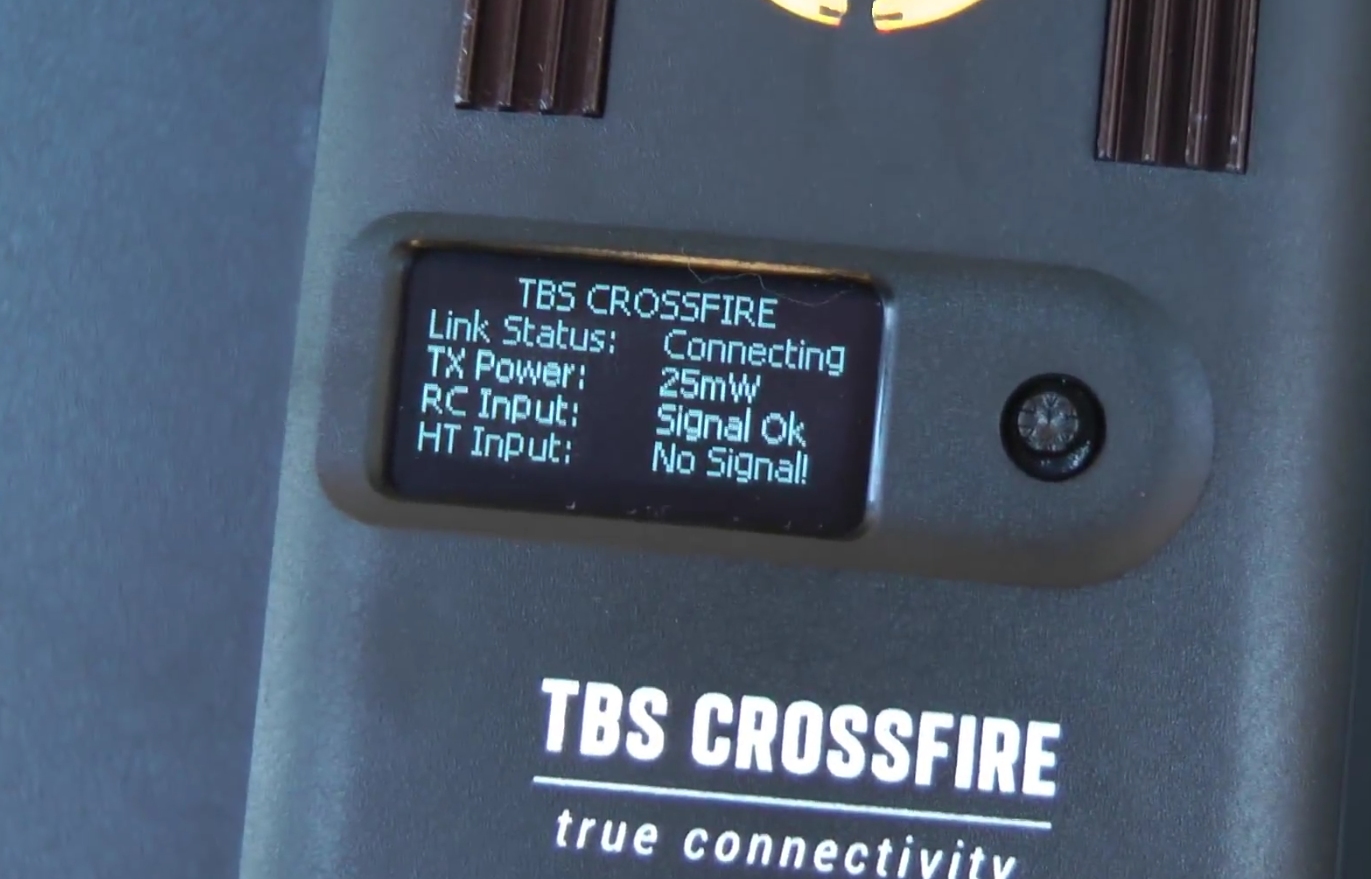 TBS CROSSFIRE
Link Status: Connecting
TX Power: 25mW
RC Input: Signal Ok
HT Input: No Signal!
TBS CROSSFIRE
true connectivity